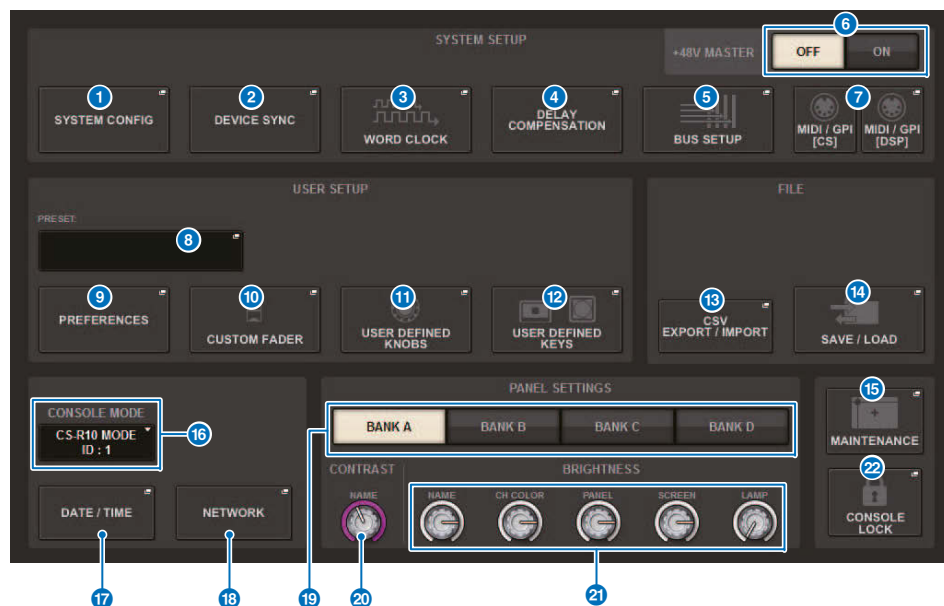 SYSTEM SETUP
6
+48V MASTER
OFF
ON
1
SYSTEM CONFIG
2
DEVICE SYNC
3
WORD CLOCK
4
DELAY
COMPENSATION
5
BUS SETUP
7
MIDI / GPI
[CS]
MIDI / GPI
[DSP]
USER SETUP
PRESET:
8
9
PREFERENCES
10
CUSTOM FADER
11
USER DEFINED
KNOBS
12
USER DEFINED
KEYS
FILE
13
CSV
EXPORT / IMPORT
14
SAVE / LOAD
CONSOLE MODE
CS-R10 MODE
ID : 1
16
DATE / TIME
NETWORK
PANEL SETTINGS
BANK A
BANK B
BANK C
BANK D
CONTRAST
NAME
BRIGHTNESS
NAME
CH COLOR
PANEL
SCREEN
LAMP
15
MAINTENANCE
22
CONSOLE
LOCK
17
18
19
20
21